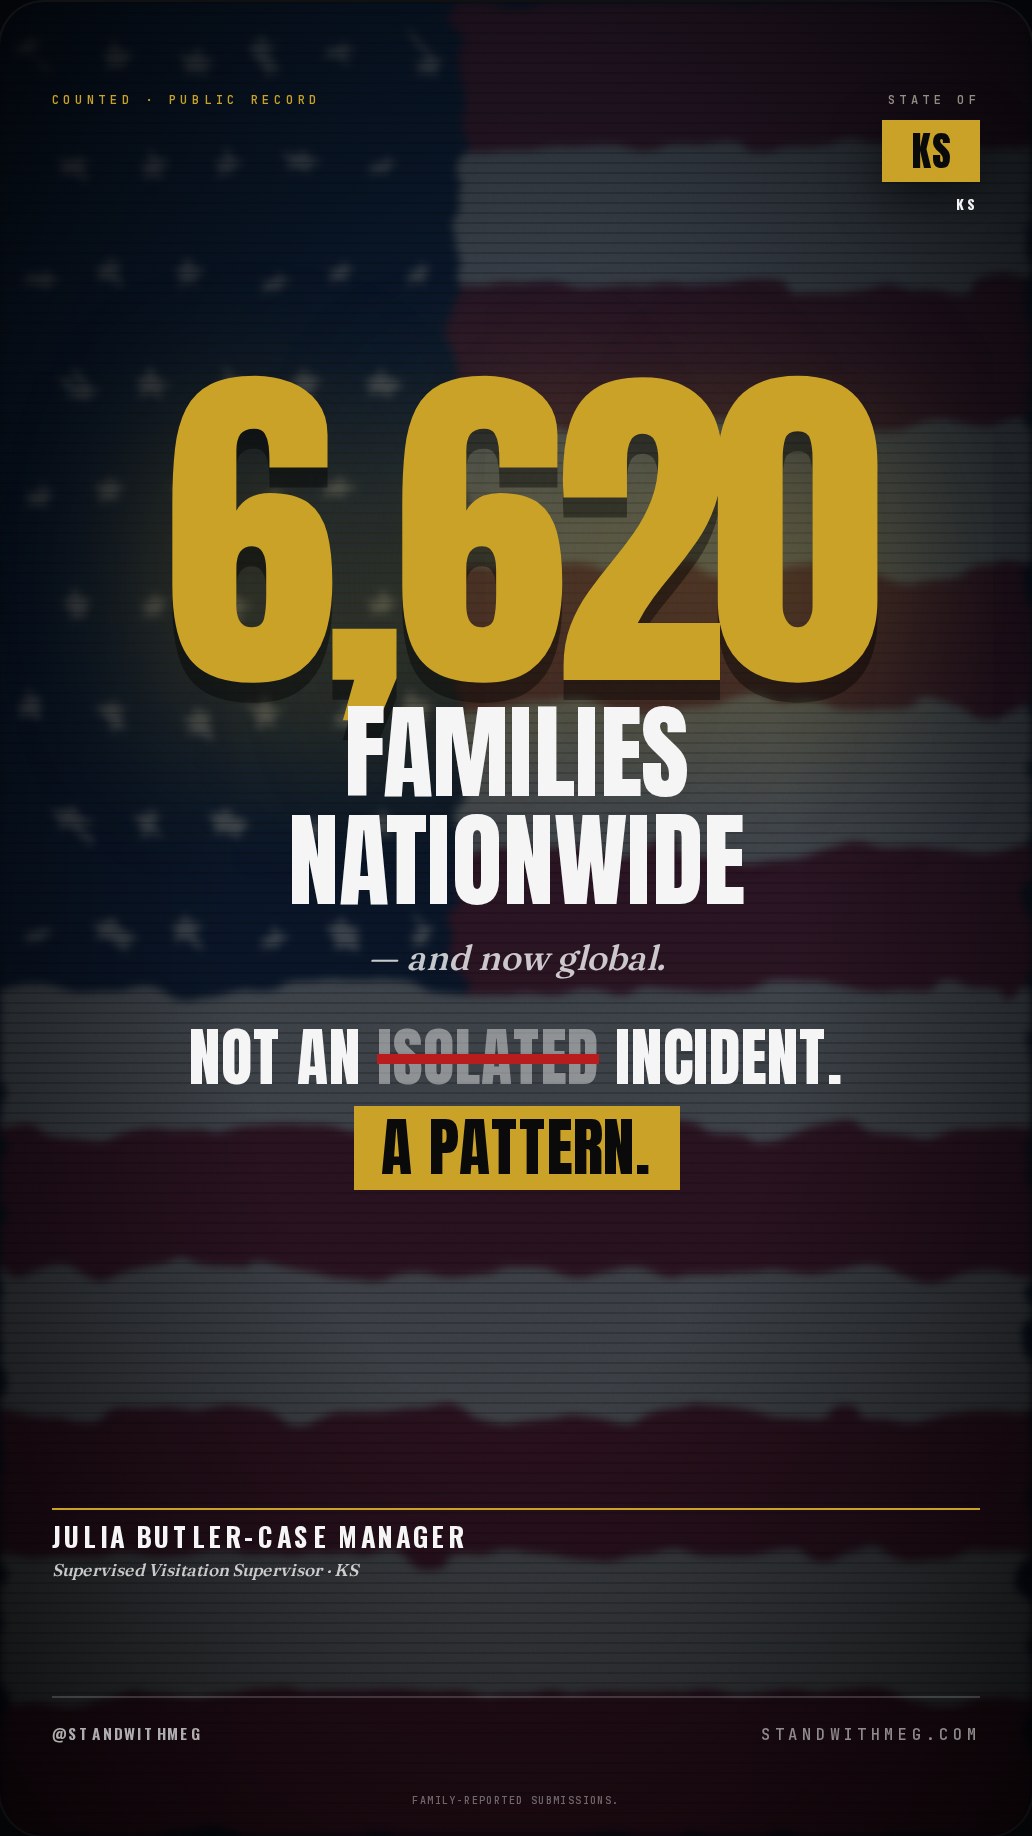 COUNTED · PUBLIC RECORD
STATE OF
KS
KS
6,620
FAMILIES
NATIONWIDE
— and now global.
NOT AN ISOLATED INCIDENT.
A PATTERN.
JULIA BUTLER-CASE MANAGER
Supervised Visitation Supervisor · KS
@STANDWITHMEG
STANDWITHMEG.COM
FAMILY-REPORTED SUBMISSIONS.